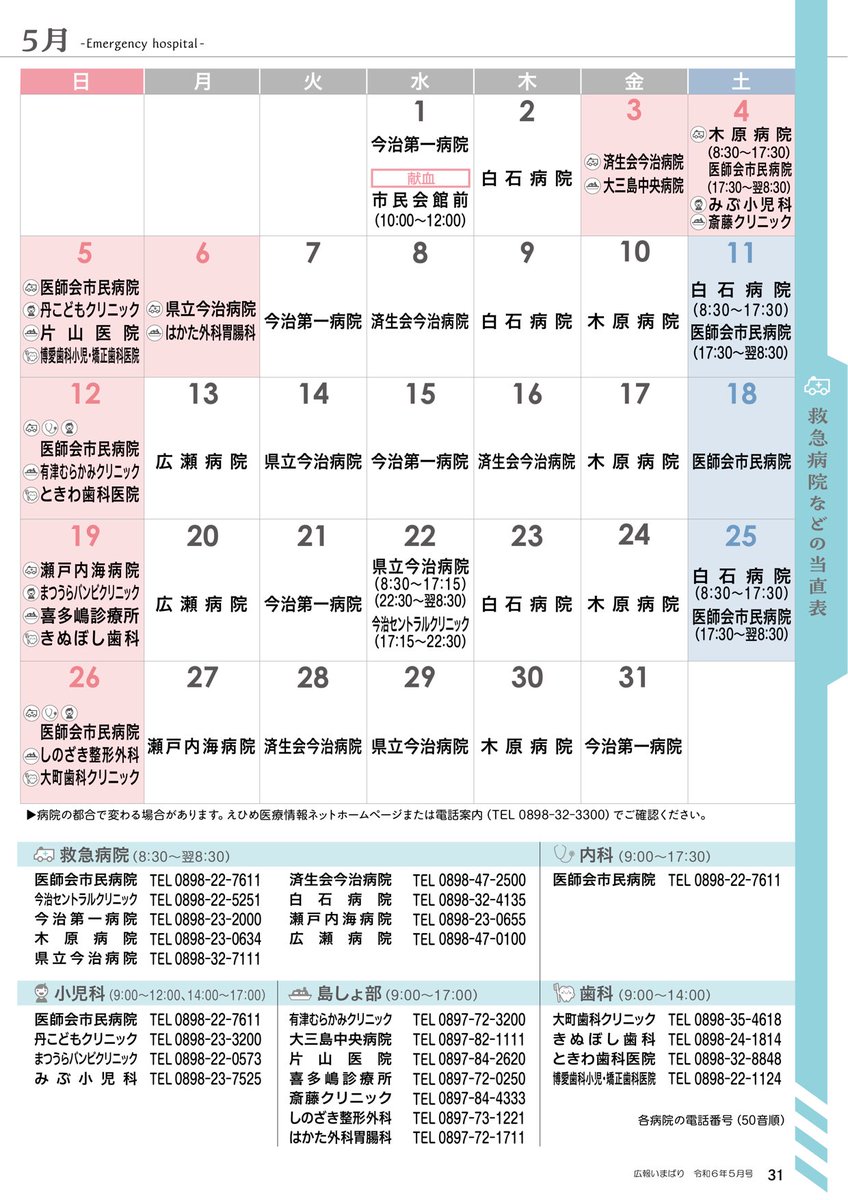 5月 -Emergency hospital-
日 月 火 水 木 金 土
1
今治第一病院
献血
市民会館前
(10:00～12:00)
2
白石病院
3
済生会今治病院
大三島中央病院
4
木原病院
(8:30～17:30)
医師会市民病院
(17:30～翌8:30)
みぶ小児科
斎藤クリニック
5
医師会市民病院
丹こどもクリニック
片山医院
博愛歯科小児・矯正歯科医院
6
県立今治病院
はかた外科胃腸科
7
今治第一病院
8
済生会今治病院
9
白石病院
10
木原病院
11
白石病院
(8:30～17:30)
医師会市民病院
(17:30～翌8:30)
12
医師会市民病院
有津むらかみクリニック
ときわ歯科医院
13
広瀬病院
14
県立今治病院
15
今治第一病院
16
済生会今治病院
17
木原病院
18
医師会市民病院
19
瀬戸内海病院
まつうらバンビクリニック
喜多嶋診療所
きぬぼし歯科
20
広瀬病院
21
今治第一病院
22
県立今治病院
(8:30～17:15)
(22:30～翌8:30)
今治セントラルクリニック
(17:15～22:30)
23
白石病院
24
木原病院
25
白石病院
(8:30～17:30)
医師会市民病院
(17:30～翌8:30)
26
医師会市民病院
しのざき整形外科
大町歯科クリニック
27
瀬戸内海病院
28
済生会今治病院
29
県立今治病院
30
木原病院
31
今治第一病院
▶病院の都合で変わる場合があります。えひめ医療情報ネットホームページまたは電話案内（TEL 0898-32-3300）でご確認ください。
救急病院などの当直表
救急病院(8:30～翌8:30)
医師会市民病院 TEL 0898-22-7611
今治セントラルクリニック TEL 0898-22-5251
今治第一病院 TEL 0898-23-2000
木原病院 TEL 0898-23-0634
県立今治病院 TEL 0898-32-7111
済生会今治病院 TEL 0898-47-2500
白石病院 TEL 0898-32-4135
瀬戸内海病院 TEL 0898-23-0655
広瀬病院 TEL 0898-47-0100
内科(9:00～17:30)
医師会市民病院 TEL 0898-22-7611
小児科(9:00～12:00、14:00～17:00)
医師会市民病院 TEL 0898-22-7611
丹こどもクリニック TEL 0898-23-3200
まつうらバンビクリニック TEL 0898-22-0573
みぶ小児科 TEL 0898-23-7525
島しょ部(9:00～17:00)
有津むらかみクリニック TEL 0897-72-3200
大三島中央病院 TEL 0897-82-1111
片山医院 TEL 0897-84-2620
喜多嶋診療所 TEL 0897-72-0250
斎藤クリニック TEL 0897-84-4333
しのざき整形外科 TEL 0897-73-1221
はかた外科胃腸科 TEL 0897-72-1711
歯科(9:00～14:00)
大町歯科クリニック TEL 0898-35-4618
きぬぼし歯科 TEL 0898-24-1814
ときわ歯科医院 TEL 0898-32-8848
博愛歯科小児・矯正歯科医院 TEL 0898-22-1124
各病院の電話番号（50音順）
広報いまばり 令和6年5月号 31